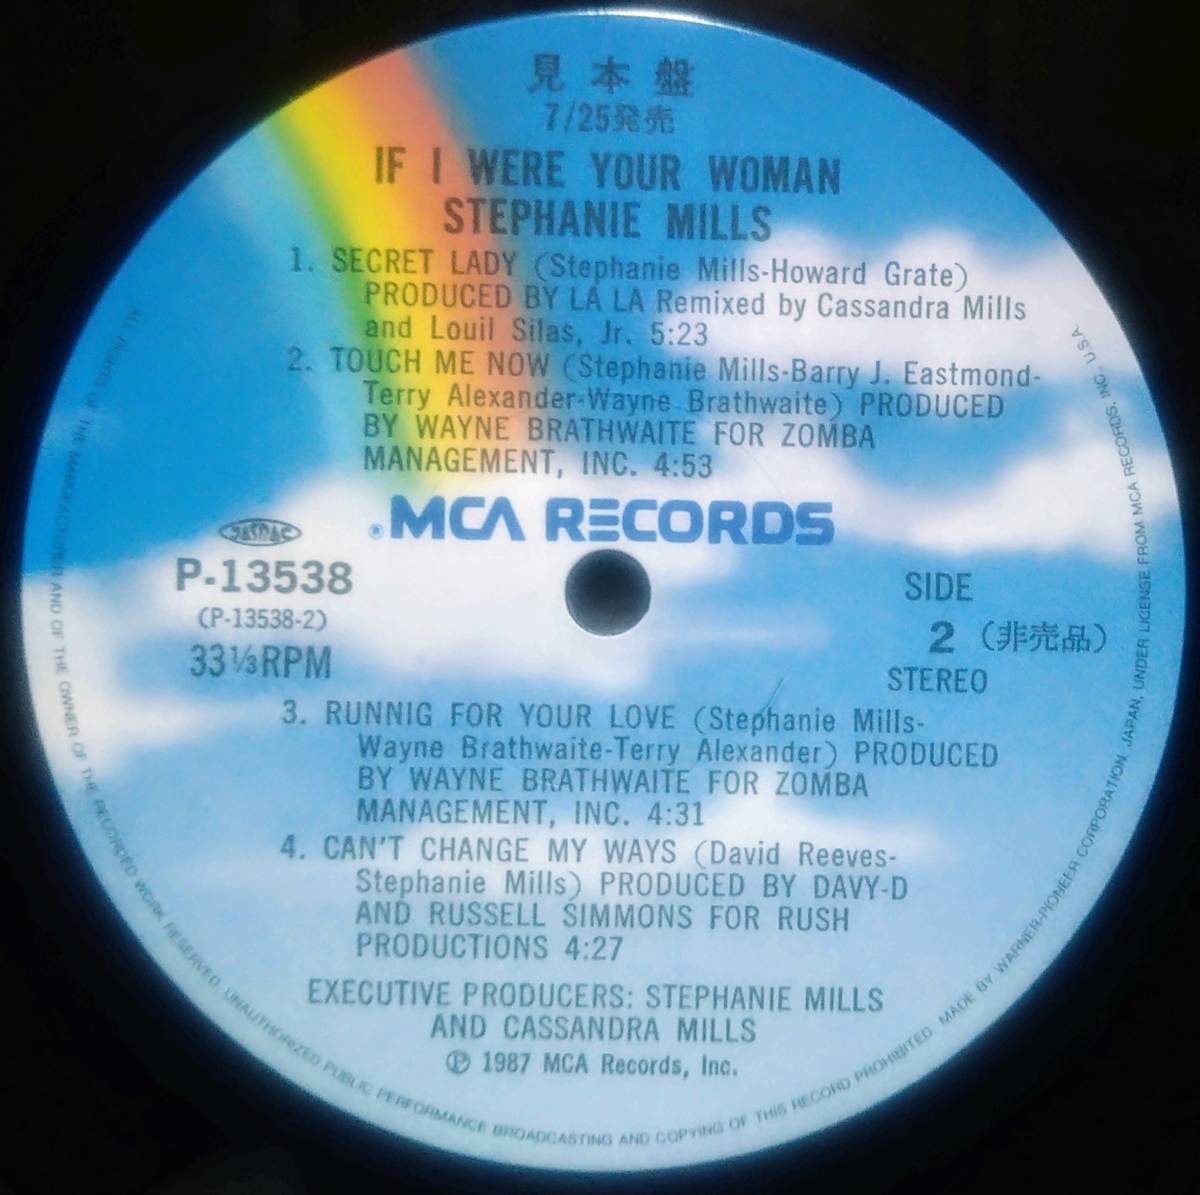 見本盤
7/25発売
IF I WERE YOUR WOMAN
STEPHANIE MILLS
1. SECRET LADY (Stephanie Mills-Howard Grate)
PRODUCED BY LA LA Remixed by Cassandra Mills
and Louil Silas, Jr. 5:23
2. TOUCH ME NOW (Stephanie Mills-Barry J. Eastmond-
Terry Alexander-Wayne Brathwaite) PRODUCED
BY WAYNE BRATHWAITE FOR ZOMBA
MANAGEMENT, INC. 4:53
®MCA RECORDS
JASRAC
P-13538
(P-13538-2)
33⅓RPM
SIDE
2 (非売品)
STEREO
3. RUNNIG FOR YOUR LOVE (Stephanie Mills-
Wayne Brathwaite-Terry Alexander) PRODUCED
BY WAYNE BRATHWAITE FOR ZOMBA
MANAGEMENT, INC. 4:31
4. CAN'T CHANGE MY WAYS (David Reeves-
Stephanie Mills) PRODUCED BY DAVY-D
AND RUSSELL SIMMONS FOR RUSH
PRODUCTIONS 4:27
EXECUTIVE PRODUCERS: STEPHANIE MILLS
AND CASSANDRA MILLS
℗ 1987 MCA Records, Inc.
ALL RIGHTS OF THE MANUFACTURER AND OF THE OWNER OF THE RECORDED WORK RESERVED UNAUTHORIZED PUBLIC PERFORMANCE BROADCASTING AND COPYING OF THIS RECORD PROHIBITED MADE BY WARNER-PIONEER CORPORATION, JAPAN, UNDER LICENSE FROM MCA RECORDS, INC., U.S.A.